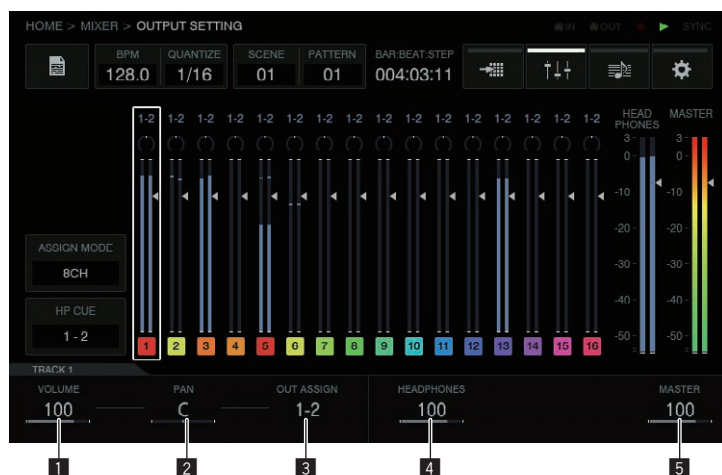 HOME > MIXER > OUTPUT SETTING
IN OUT SYNC
BPM QUANTIZE SCENE PATTERN BAR:BEAT:STEP
128.0 1/16 01 01 004:03:11
1-2 1-2 1-2 1-2 1-2 1-2 1-2 1-2 1-2 1-2 1-2 1-2 1-2 1-2 1-2 1-2
HEAD PHONES MASTER
3 3
0 0
-10 -10
-20 -20
-30 -30
-40 -40
-50 -50
ASSIGN MODE
8CH
HP CUE
1 - 2
1 2 3 4 5 6 7 8 9 10 11 12 13 14 15 16
TRACK 1
VOLUME PAN OUT ASSIGN HEADPHONES MASTER
100 C 1-2 100 100
1 2 3 4 5